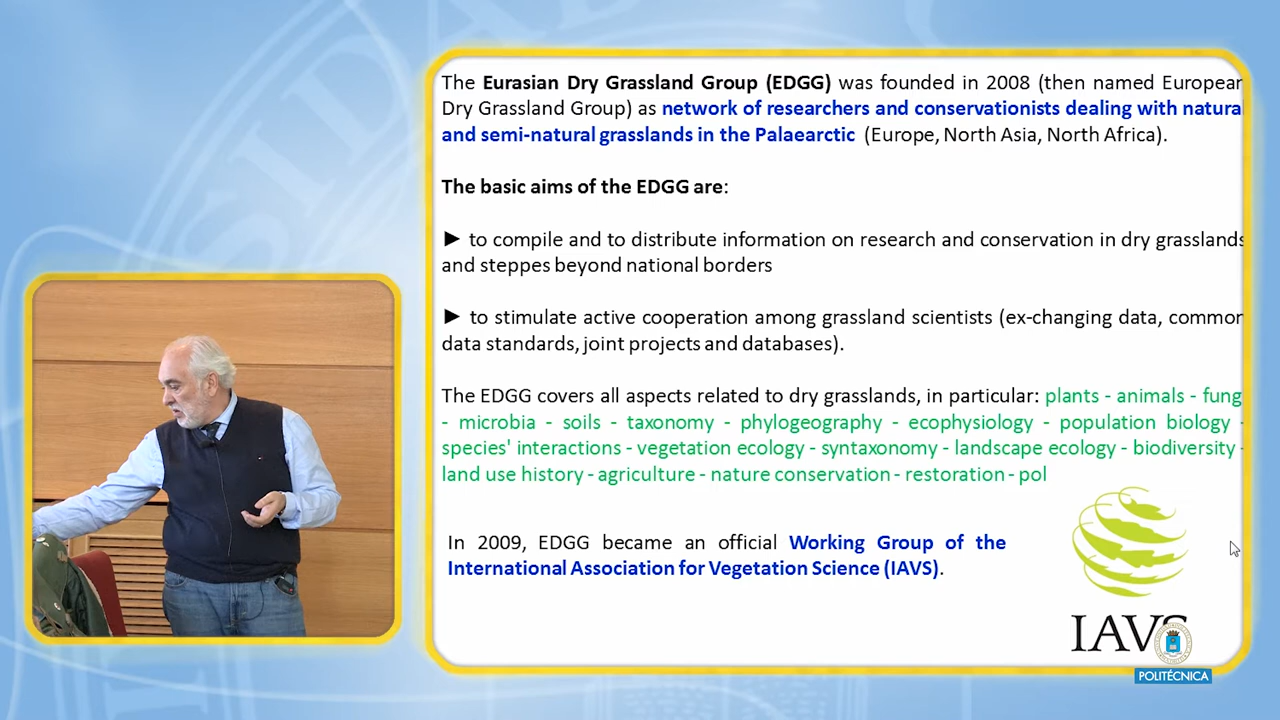 The Eurasian Dry Grassland Group (EDGG) was founded in 2008 (then named European
Dry Grassland Group) as network of researchers and conservationists dealing with natura
and semi-natural grasslands in the Palaearctic (Europe, North Asia, North Africa).
The basic aims of the EDGG are:
► to compile and to distribute information on research and conservation in dry grasslands
and steppes beyond national borders
► to stimulate active cooperation among grassland scientists (ex-changing data, common
data standards, joint projects and databases).
The EDGG covers all aspects related to dry grasslands, in particular: plants - animals - fung
- microbia - soils - taxonomy - phylogeography - ecophysiology - population biology -
species' interactions - vegetation ecology - syntaxonomy - landscape ecology - biodiversity -
land use history - agriculture - nature conservation - restoration - pol
In 2009, EDGG became an official Working Group of the
International Association for Vegetation Science (IAVS).
IAVS
POLITÉCNICA